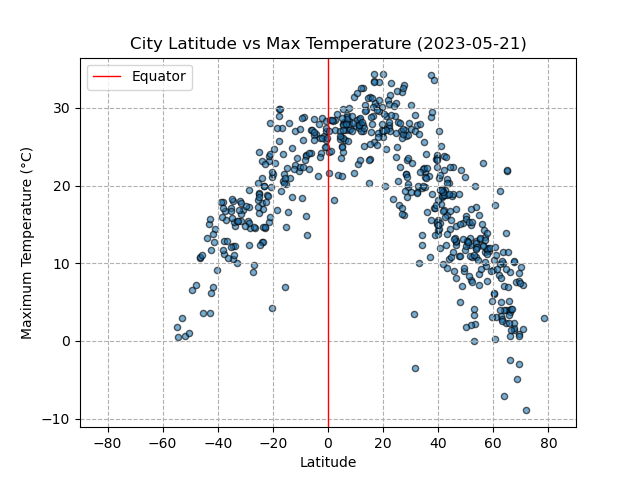 City Latitude vs Max Temperature (2023-05-21)
Equator
Maximum Temperature (°C)
30
20
10
0
−10
−80 −60 −40 −20 0 20 40 60 80
Latitude